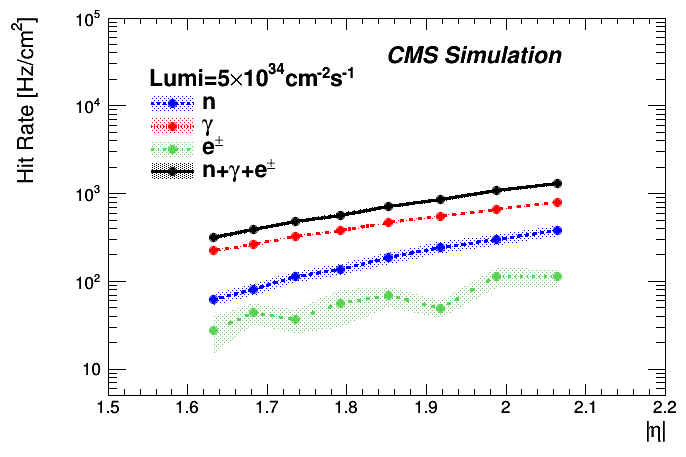 Hit Rate [Hz/cm²]
10⁵
10⁴
10³
10²
10
CMS Simulation
Lumi=5×10³⁴cm⁻²s⁻¹
n
γ
e±
n+γ+e±
1.5 1.6 1.7 1.8 1.9 2 2.1 2.2
|η|